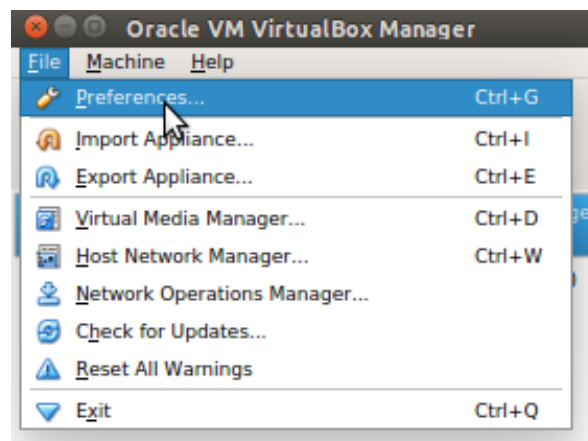 Oracle VM VirtualBox Manager
File Machine Help
Preferences... Ctrl+G
Import Appliance... Ctrl+I
Export Appliance... Ctrl+E
Virtual Media Manager... Ctrl+D
Host Network Manager... Ctrl+W
Network Operations Manager...
Check for Updates...
Reset All Warnings
Exit Ctrl+Q